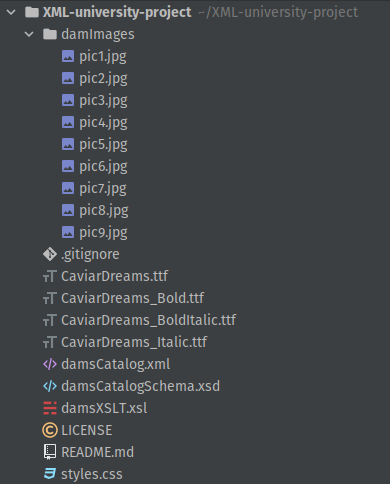 XML-university-project ~/XML-university-project
damImages
pic1.jpg
pic2.jpg
pic3.jpg
pic4.jpg
pic5.jpg
pic6.jpg
pic7.jpg
pic8.jpg
pic9.jpg
.gitignore
CaviarDreams.ttf
CaviarDreams_Bold.ttf
CaviarDreams_BoldItalic.ttf
CaviarDreams_Italic.ttf
damsCatalog.xml
damsCatalogSchema.xsd
damsXSLT.xsl
LICENSE
README.md
styles.css